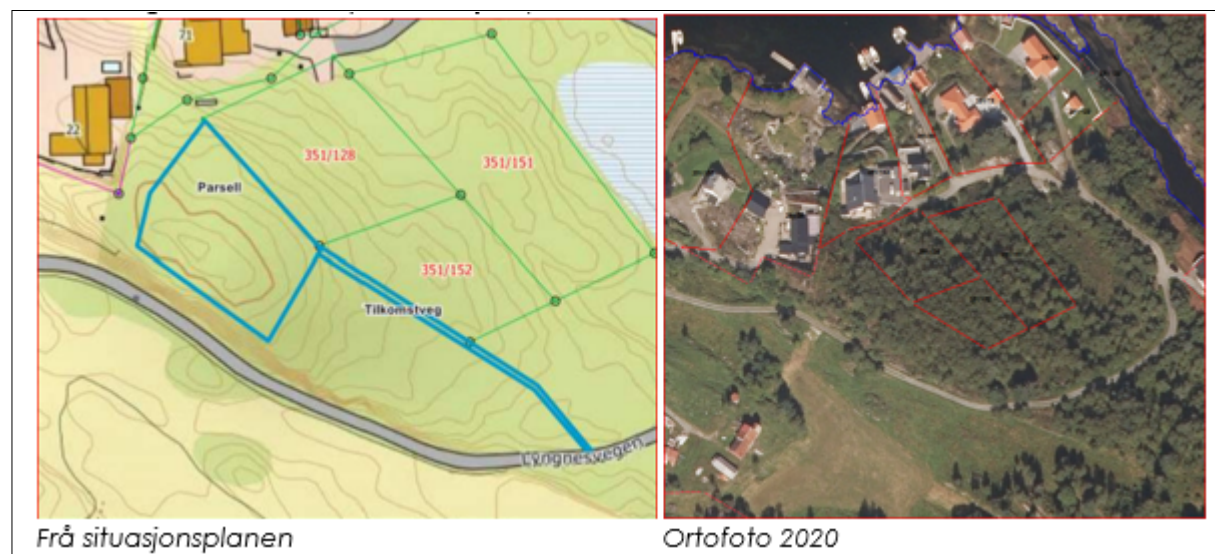 71
22
351/128
351/151
Parsell
351/152
Tilkomstveg
Lyngnesvegen
Frå situasjonsplanen
Ortofoto 2020